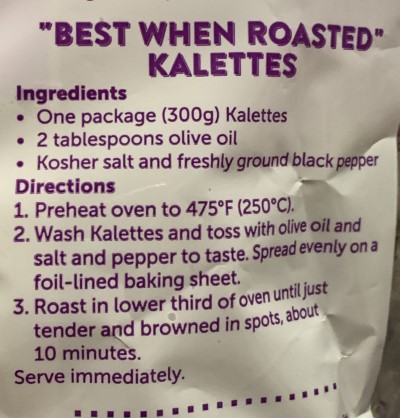 "BEST WHEN ROASTED"
KALETTES
Ingredients
• One package (300g) Kalettes
• 2 tablespoons olive oil
• Kosher salt and freshly ground black pepper
Directions
1. Preheat oven to 475°F (250°C).
2. Wash Kalettes and toss with olive oil and
salt and pepper to taste. Spread evenly on a
foil-lined baking sheet.
3. Roast in lower third of oven until just
tender and browned in spots, about
10 minutes.
Serve immediately.